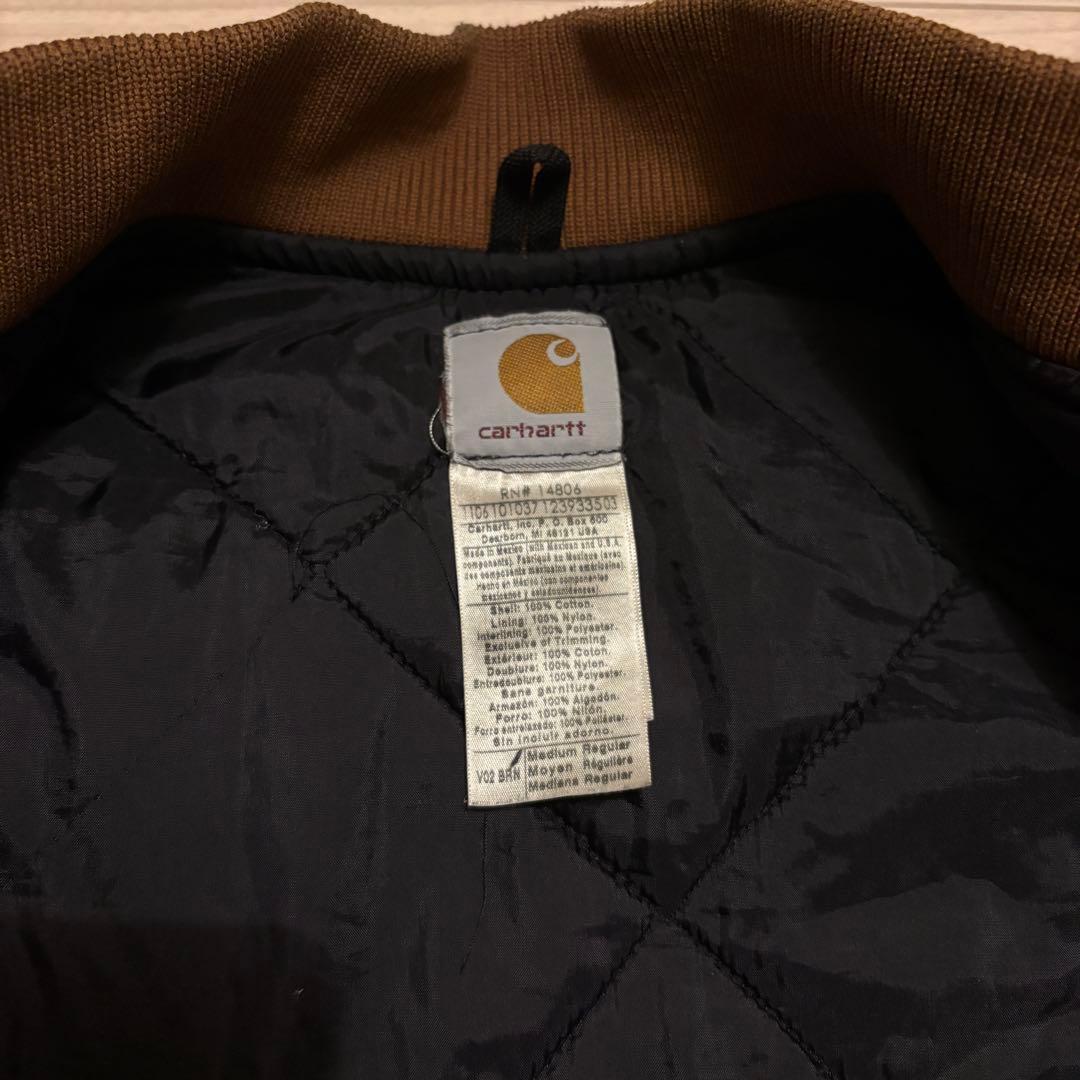 carhartt
RN# 14806
106101037 123933503
Carhartt, Inc. P. O. Box 600
Dearborn, MI 48121 USA
Made in Mexico (with Mexican and U.S.A.
components). Fabriqué au Mexique (avec
des composants mexicains et américains
Hecho en México (con componentes
mexicanos y estadounidenses)
Shell: 100% Cotton.
Lining: 100% Nylon.
Interlining: 100% Polyester.
Exclusive of Trimming.
Extérieur: 100% Coton.
Doublure: 100% Nylon.
Entredoublure: 100% Polyester.
Sans garniture.
Armazón: 100% Algodón.
Forro: 100% Nilón.
Forro entrelazado: 100% Poliéster.
Sin incluir adorno.
V02 BRN
Medium Regular
Moyen Régulière
Mediana Regular